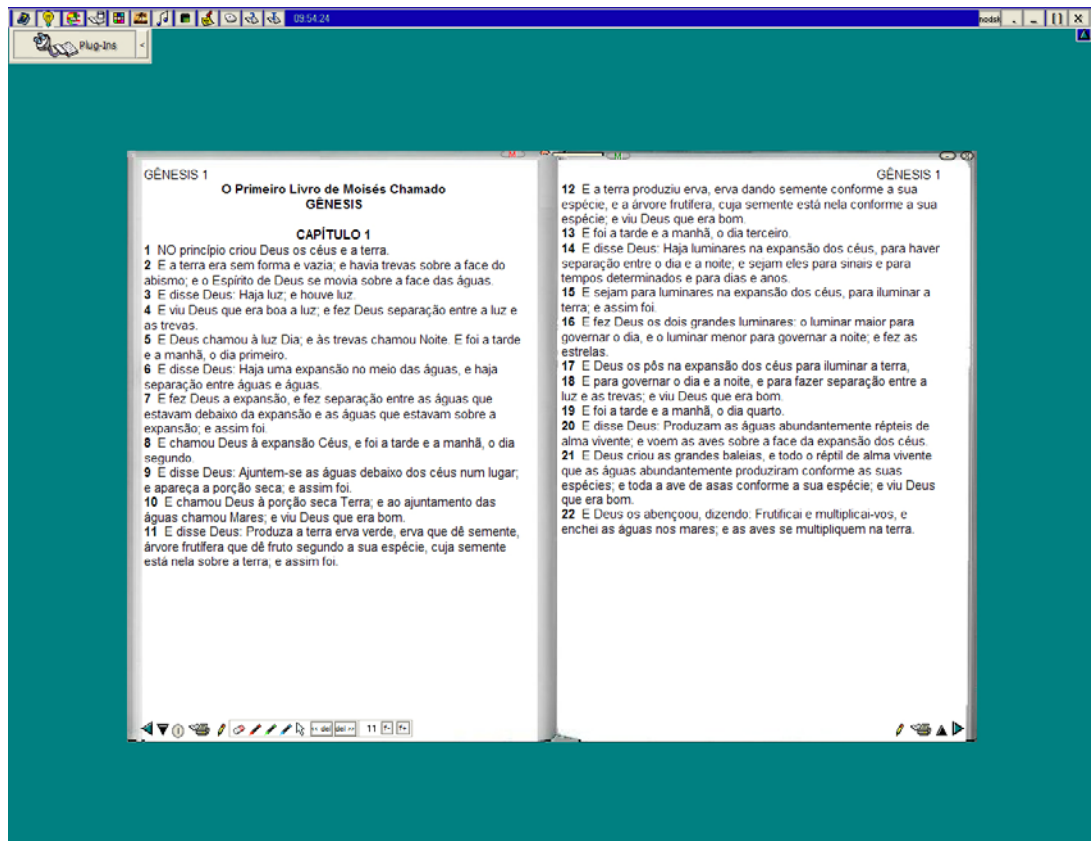 09:54:24
nodsk
Plug-Ins
GÊNESIS 1
O Primeiro Livro de Moisés Chamado
GÊNESIS
CAPÍTULO 1
1 NO princípio criou Deus os céus e a terra.
2 E a terra era sem forma e vazia; e havia trevas sobre a face do
abismo; e o Espírito de Deus se movia sobre a face das águas.
3 E disse Deus: Haja luz; e houve luz.
4 E viu Deus que era boa a luz; e fez Deus separação entre a luz e
as trevas.
5 E Deus chamou à luz Dia; e às trevas chamou Noite. E foi a tarde
e a manhã, o dia primeiro.
6 E disse Deus: Haja uma expansão no meio das águas, e haja
separação entre águas e águas.
7 E fez Deus a expansão, e fez separação entre as águas que
estavam debaixo da expansão e as águas que estavam sobre a
expansão; e assim foi.
8 E chamou Deus à expansão Céus, e foi a tarde e a manhã, o dia
segundo.
9 E disse Deus: Ajuntem-se as águas debaixo dos céus num lugar;
e apareça a porção seca; e assim foi.
10 E chamou Deus à porção seca Terra; e ao ajuntamento das
águas chamou Mares; e viu Deus que era bom.
11 E disse Deus: Produza a terra erva verde, erva que dê semente,
árvore frutífera que dê fruto segundo a sua espécie, cuja semente
está nela sobre a terra; e assim foi.
<< del del >> 11 f- f+
GÊNESIS 1
12 E a terra produziu erva, erva dando semente conforme a sua
espécie, e a árvore frutífera, cuja semente está nela conforme a sua
espécie; e viu Deus que era bom.
13 E foi a tarde e a manhã, o dia terceiro.
14 E disse Deus: Haja luminares na expansão dos céus, para haver
separação entre o dia e a noite; e sejam eles para sinais e para
tempos determinados e para dias e anos.
15 E sejam para luminares na expansão dos céus, para iluminar a
terra; e assim foi.
16 E fez Deus os dois grandes luminares: o luminar maior para
governar o dia, e o luminar menor para governar a noite; e fez as
estrelas.
17 E Deus os pôs na expansão dos céus para iluminar a terra,
18 E para governar o dia e a noite, e para fazer separação entre a
luz e as trevas; e viu Deus que era bom.
19 E foi a tarde e a manhã, o dia quarto.
20 E disse Deus: Produzam as águas abundantemente répteis de
alma vivente; e voem as aves sobre a face da expansão dos céus.
21 E Deus criou as grandes baleias, e todo o réptil de alma vivente
que as águas abundantemente produziram conforme as suas
espécies; e toda a ave de asas conforme a sua espécie; e viu Deus
que era bom.
22 E Deus os abençoou, dizendo: Frutificai e multiplicai-vos, e
enchei as águas nos mares; e as aves se multipliquem na terra.